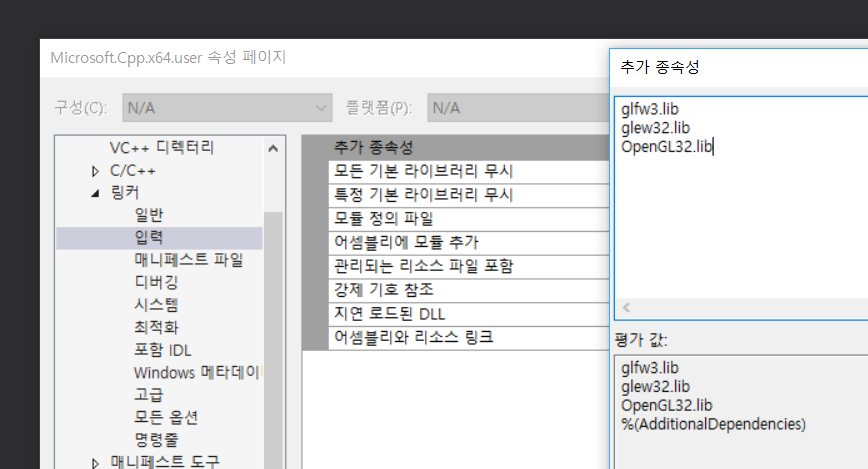 Microsoft.Cpp.x64.user 속성 페이지
구성(C):
N/A
플랫폼(P):
N/A
VC++ 디렉터리
C/C++
링커
일반
입력
매니페스트 파일
디버깅
시스템
최적화
포함 IDL
Windows 메타데이
고급
모든 옵션
명령줄
매니페스트 도구
추가 종속성
모든 기본 라이브러리 무시
특정 기본 라이브러리 무시
모듈 정의 파일
어셈블리에 모듈 추가
관리되는 리소스 파일 포함
강제 기호 참조
지연 로드된 DLL
어셈블리와 리소스 링크
추가 종속성
glfw3.lib
glew32.lib
OpenGL32.lib
평가 값:
glfw3.lib
glew32.lib
OpenGL32.lib
%(AdditionalDependencies)